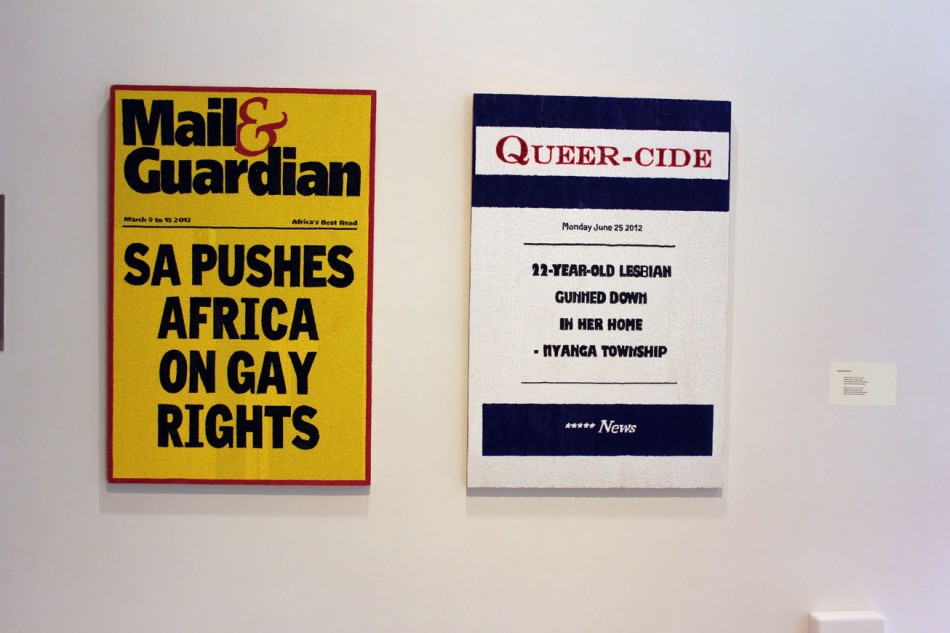 Mail&
Guardian
March 9 to 15 2012
Africa's Best Read
SA PUSHES
AFRICA
ON GAY
RIGHTS
QUEER-CIDE
Monday June 25 2012
22-YEAR-OLD LESBIAN
GUNNED DOWN
IN HER HOME
- NYANGA TOWNSHIP
***** News